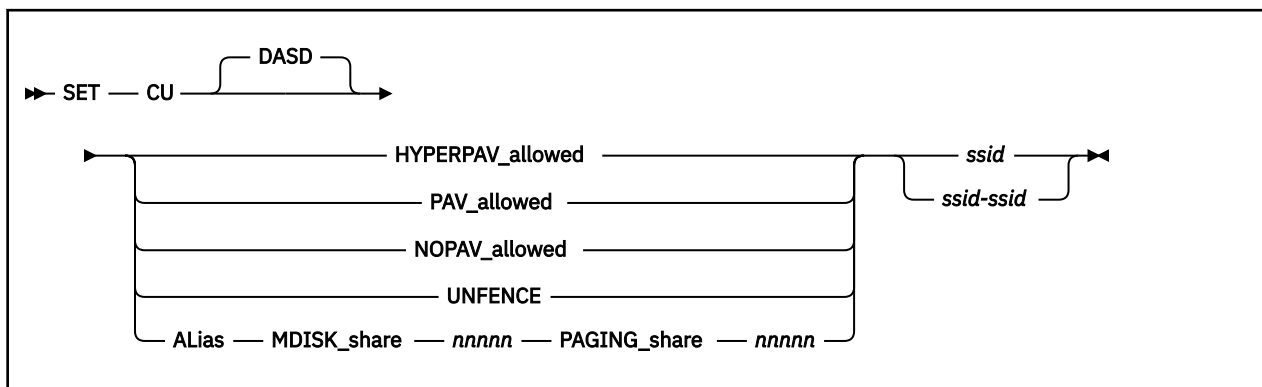 DASD
SET CU
HYPERPAV_allowed ssid
PAV_allowed ssid-ssid
NOPAV_allowed
UNFENCE
ALias MDISK_share nnnnn PAGING_share nnnnn